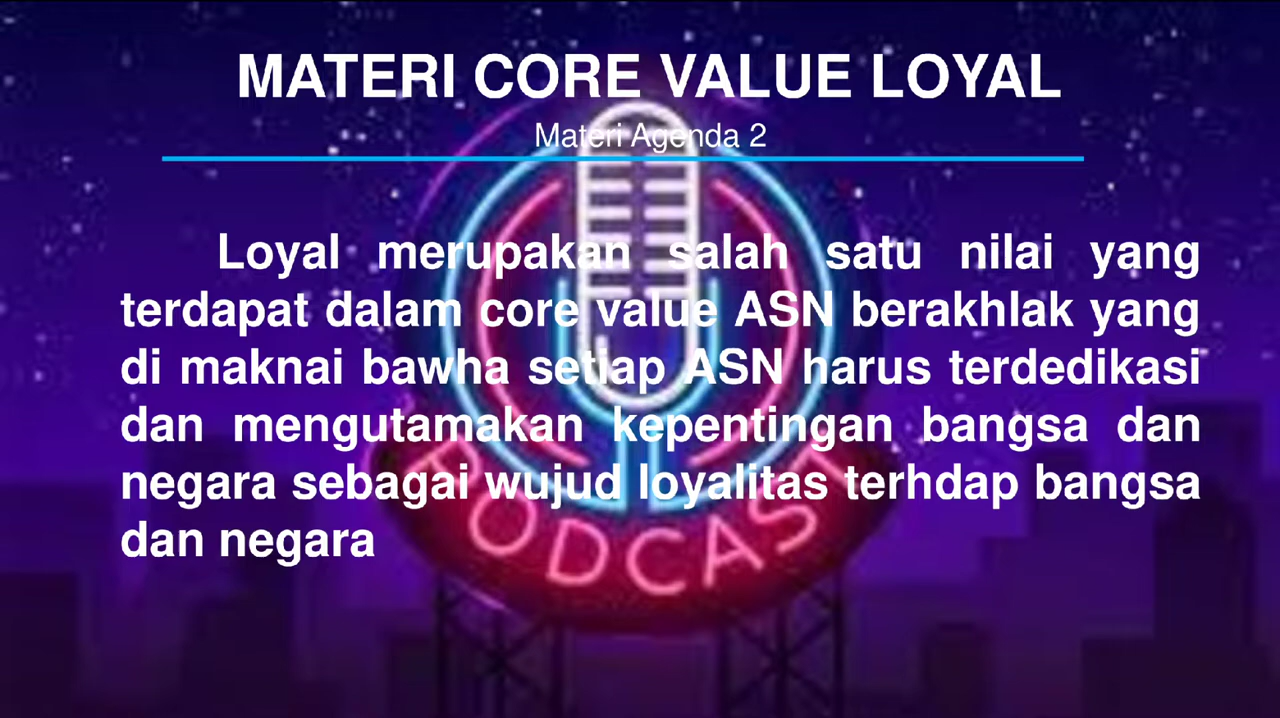 MATERI CORE VALUE LOYAL
Materi Agenda 2
Loyal merupakan salah satu nilai yang
terdapat dalam core value ASN berakhlak yang
di maknai bawha setiap ASN harus terdedikasi
dan mengutamakan kepentingan bangsa dan
negara sebagai wujud loyalitas terhdap bangsa
dan negara
PODCAST